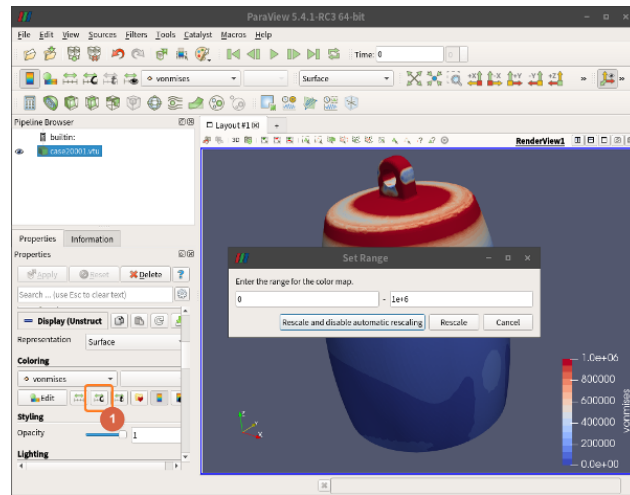 ParaView 5.4.1-RC3 64-bit
File Edit View Sources Filters Tools Catalyst Macros Help
Time: 0
0
vonmises
Surface
Pipeline Browser
builtin:
case20001.vtu
Layout #1
RenderView1
Properties Information
Properties
Apply Reset Delete ?
Search ... (use Esc to clear text)
Display (Unstruct
Representation Surface
Coloring
vonmises
Edit
1
Styling
Opacity 1
Lighting
Set Range
Enter the range for the color map.
0 - 1e+6
Rescale and disable automatic rescaling Rescale Cancel
1.0e+06
800000
600000
400000
200000
0.0e+00
vonmises